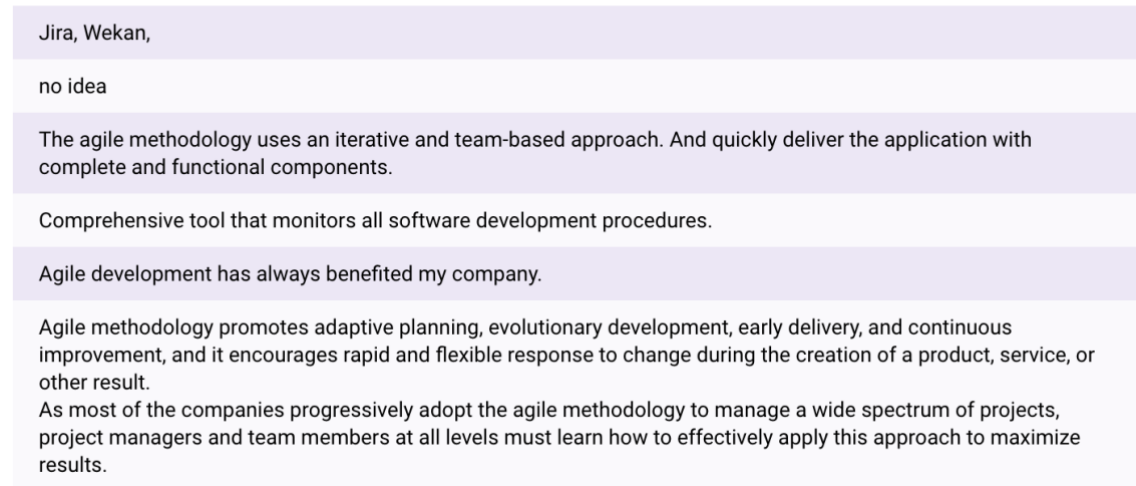 Jira, Wekan,
no idea
The agile methodology uses an iterative and team-based approach. And quickly deliver the application with
complete and functional components.
Comprehensive tool that monitors all software development procedures.
Agile development has always benefited my company.
Agile methodology promotes adaptive planning, evolutionary development, early delivery, and continuous
improvement, and it encourages rapid and flexible response to change during the creation of a product, service, or
other result.
As most of the companies progressively adopt the agile methodology to manage a wide spectrum of projects,
project managers and team members at all levels must learn how to effectively apply this approach to maximize
results.